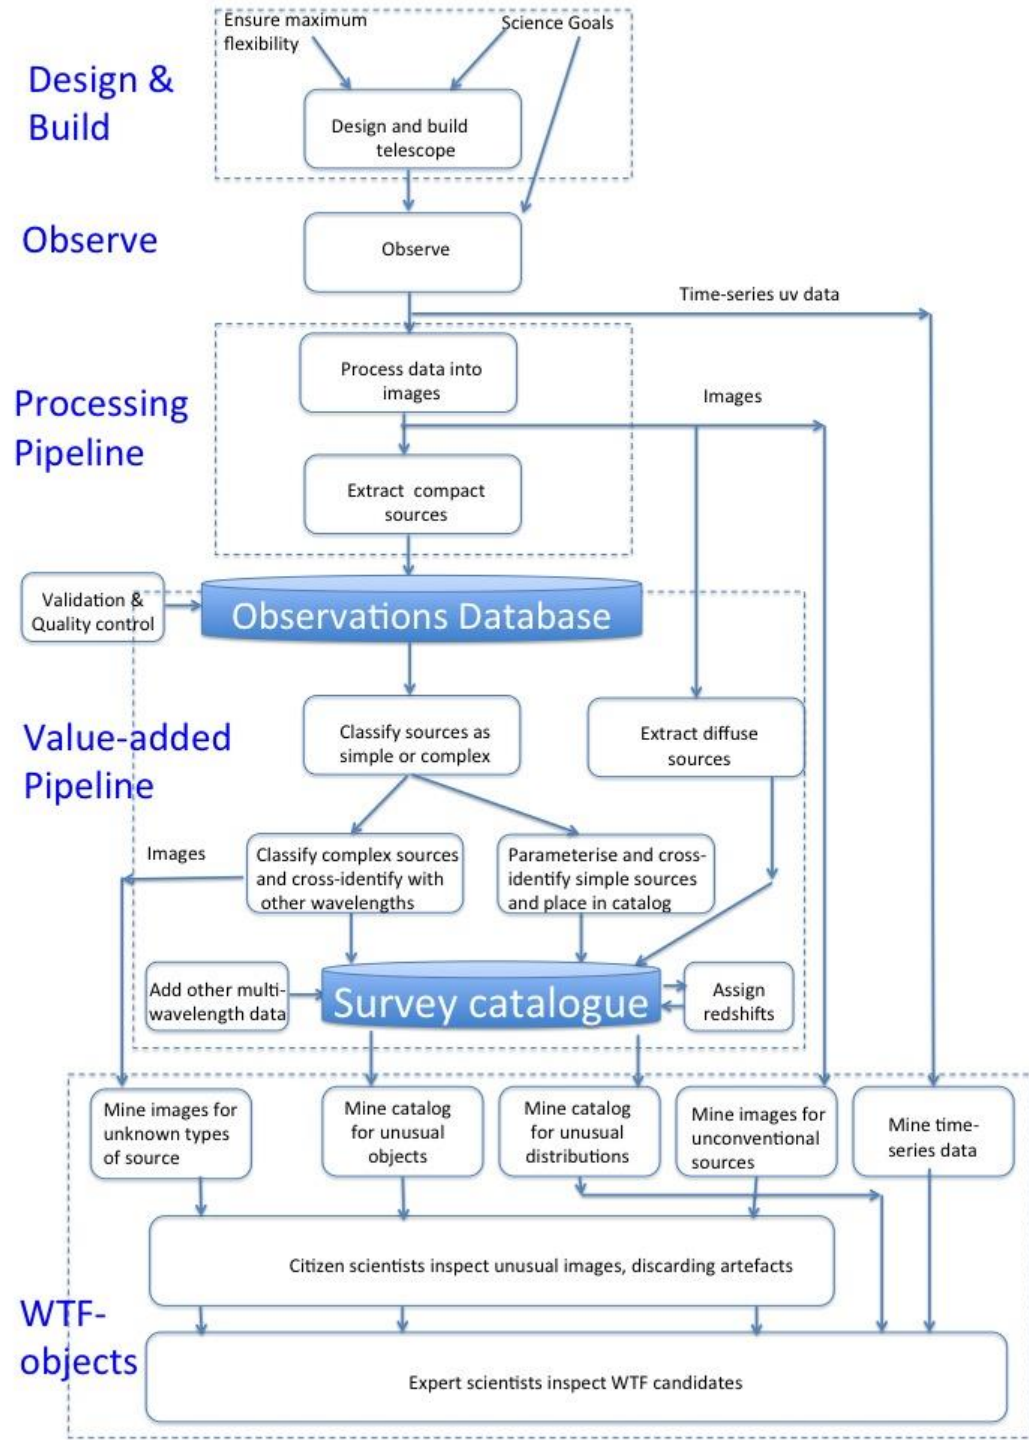 Ensure maximum
flexibility
Science Goals
Design &
Build
Design and build
telescope
Observe
Observe
Time-series uv data
Processing
Pipeline
Process data into
images
Images
Extract compact
sources
Validation &
Quality control
Observations Database
Value-added
Pipeline
Classify sources as
simple or complex
Extract diffuse
sources
Images
Classify complex sources
and cross-identify with
other wavelengths
Parameterise and cross-
identify simple sources
and place in catalog
Add other multi-
wavelength data
Survey catalogue
Assign
redshifts
Mine images for
unknown types
of source
Mine catalog
for unusual
objects
Mine catalog
for unusual
distributions
Mine images for
unconventional
sources
Mine time-
series data
Citizen scientists inspect unusual images, discarding artefacts
WTF-
objects
Expert scientists inspect WTF candidates